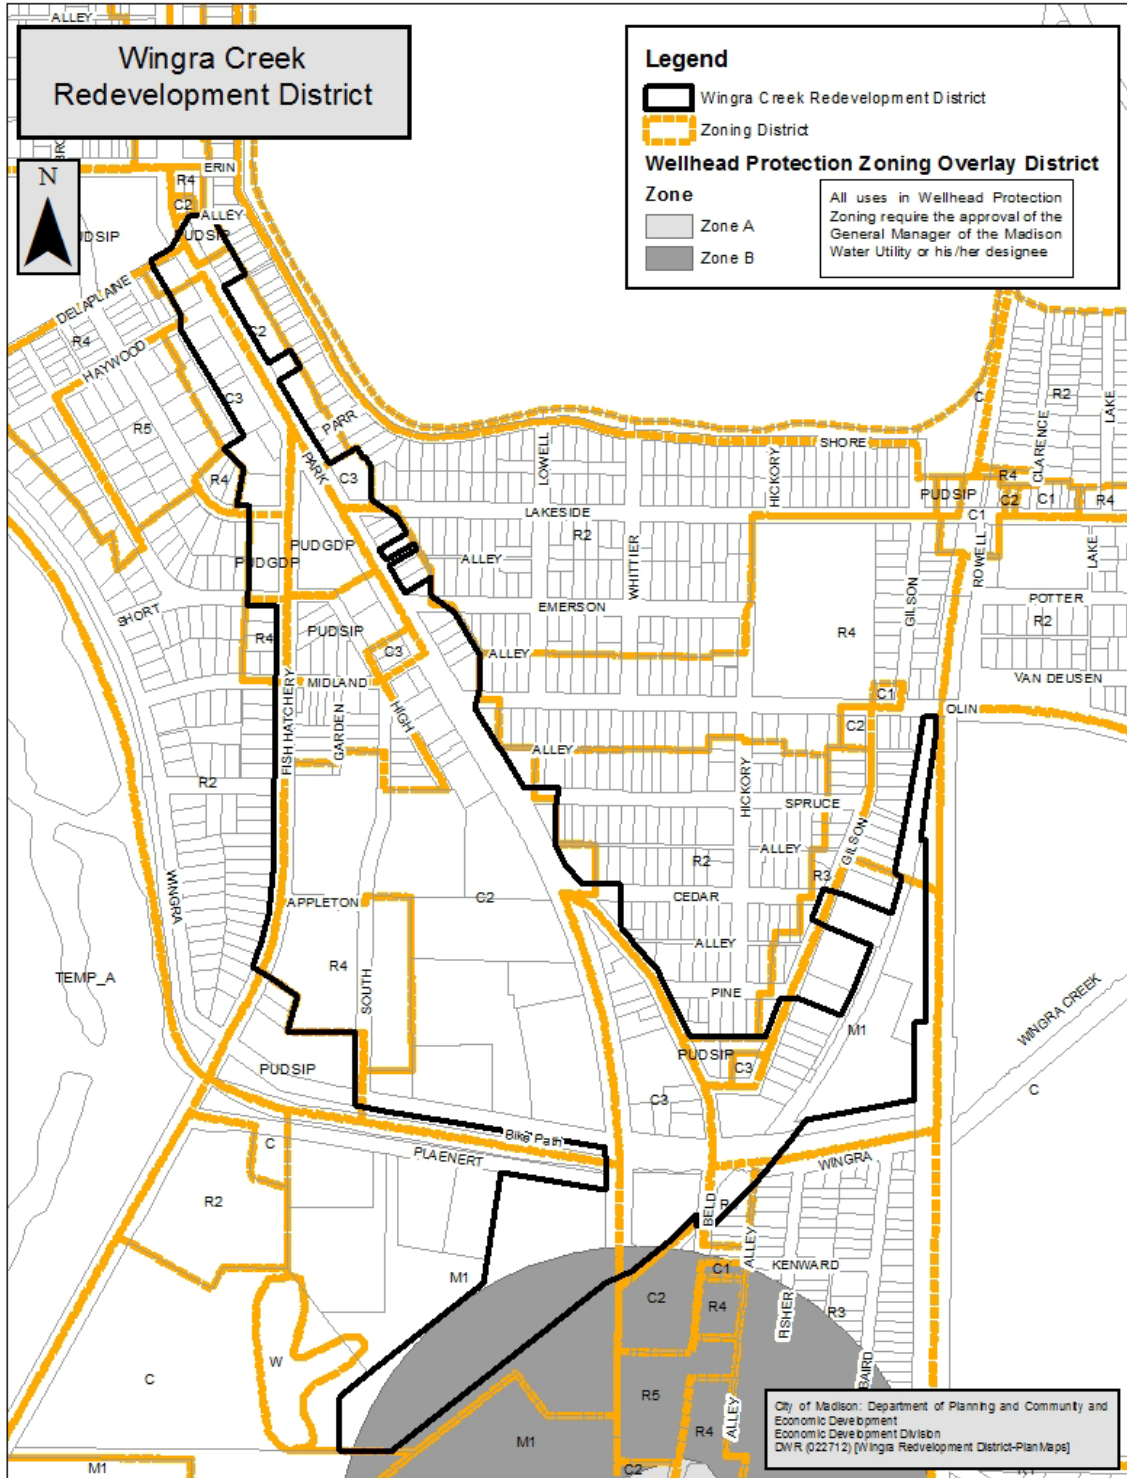 ALLEY
Wingra Creek
Redevelopment District
Legend
Wingra Creek Redevelopment District
Zoning District
Wellhead Protection Zoning Overlay District
Zone
Zone A
Zone B
All uses in Wellhead Protection
Zoning require the approval of the
General Manager of the Madison
Water Utility or his/her designee
N
ERIN
R4
C2
ALLEY
PUDSIP
DELAPLAINE
C2
R4
HAYWOOD
C3
R5
PARR
PARK
C3
R4
SHORE
LOWELL
HICKORY
C
R2
CLARENCE
LAKE
R4
PUDSIP
C2
C1
R4
C1
LAKESIDE
R2
WHITTIER
ALLEY
PUDGDP
PUDGDP
ROWELL
LAKE
GILSON
SHORT
EMERSON
POTTER
R2
R4
R4
PUDSIP
C3
ALLEY
MIDLAND
VAN DEUSEN
C1
OLIN
C2
HIGH
GARDEN
FISH HATCHERY
ALLEY
R2
HICKORY
SPRUCE
GILSON
ALLEY
R2
R3
WINGRA
APPLETON
C2
CEDAR
ALLEY
R4
TEMP_A
SOUTH
PINE
M1
WINGRA CREEK
PUDSIP
C3
PUDSIP
C
C3
Bike Path
C
PLAENERT
WINGRA
R2
BELD
ALLEY
KENWARD
C1
M1
C2
R4
FISHER
R3
W
C
R5
BAIRD
R4
ALLEY
M1
C2
M1
City of Madison: Department of Planning and Community and
Economic Development
Economic Development Division
DWR (022712) [Wingra Redvelopment District-Plan Maps]